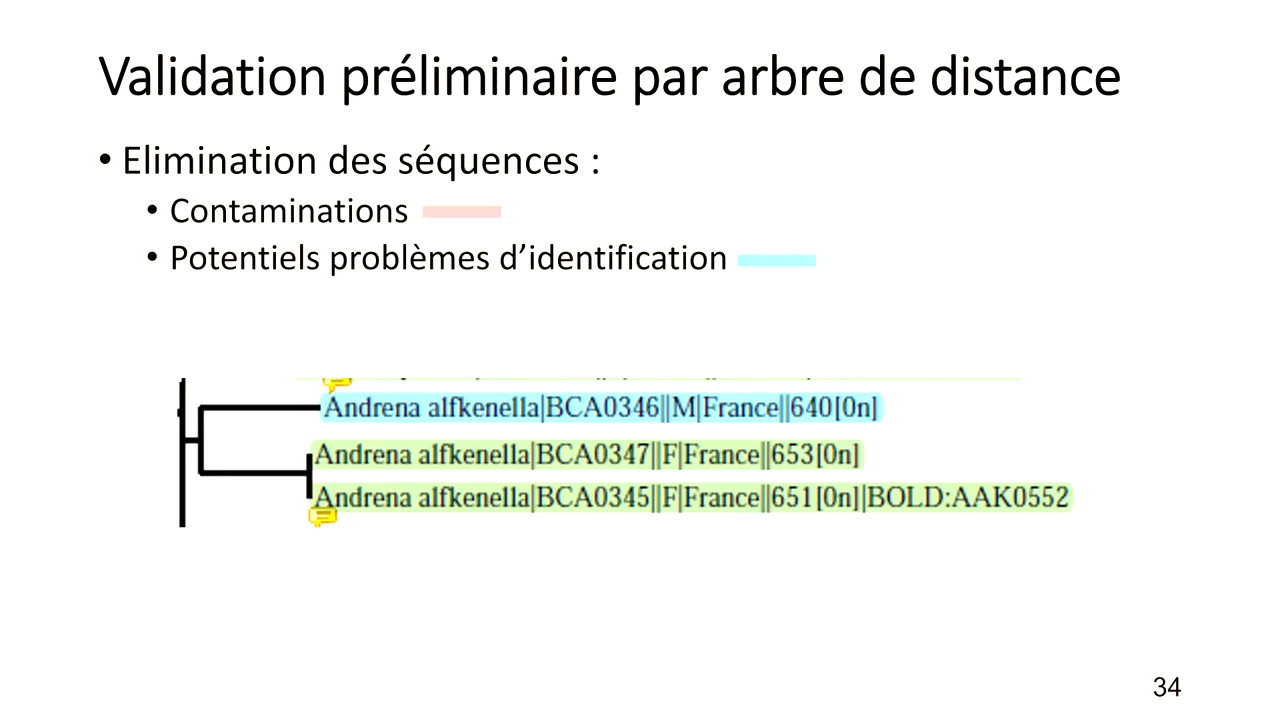 Validation préliminaire par arbre de distance
• Elimination des séquences :
• Contaminations
• Potentiels problèmes d’identification
Andrena alfkenella|BCA0346||M|France||640[0n]
Andrena alfkenella|BCA0347||F|France||653[0n]
Andrena alfkenella|BCA0345||F|France||651[0n]|BOLD:AAK0552
34